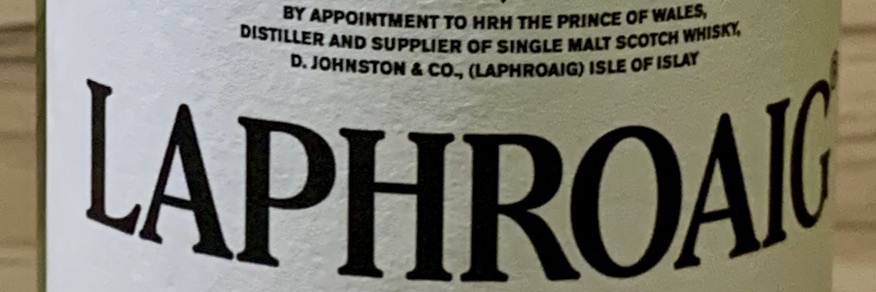 BY APPOINTMENT TO HRH THE PRINCE OF WALES,
DISTILLER AND SUPPLIER OF SINGLE MALT SCOTCH WHISKY,
D. JOHNSTON & CO., (LAPHROAIG) ISLE OF ISLAY
LAPHROAIG®